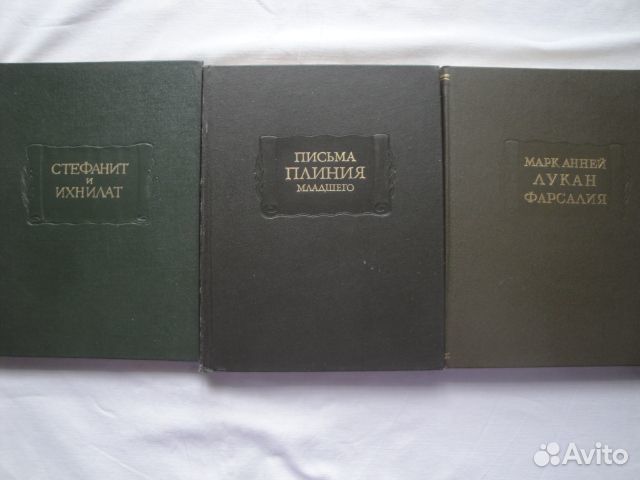 СТЕФАНИТ
И
ИХНИЛАТ
ПИСЬМА
ПЛИНИЯ
МЛАДШЕГО
МАРК АННЕЙ
ЛУКАН
ФАРСАЛИЯ
Avito